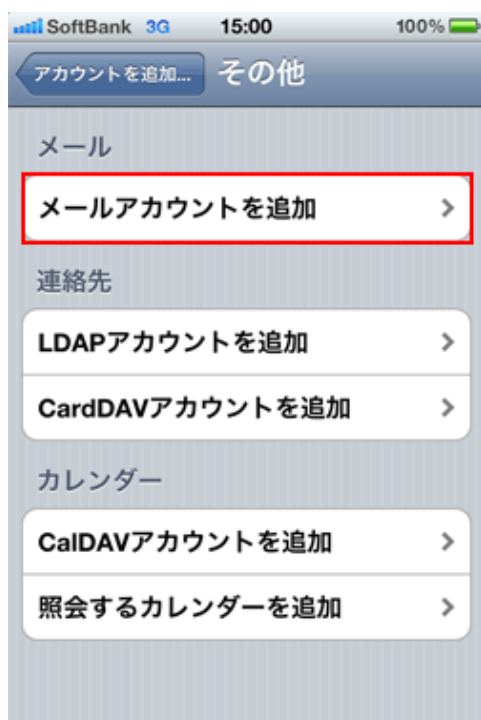 SoftBank 3G 15:00 100%
アカウントを追加... その他
メール
メールアカウントを追加
連絡先
LDAPアカウントを追加
CardDAVアカウントを追加
カレンダー
CalDAVアカウントを追加
照会するカレンダーを追加